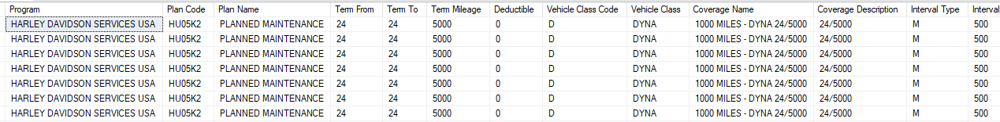 Program Plan Code Plan Name Term From Term To Term Mileage Deductible Vehicle Class Code Vehicle Class Coverage Name Coverage Description Interval Type Interval
HARLEY DAVIDSON SERVICES USA HU05K2 PLANNED MAINTENANCE 24 24 5000 0 D DYNA 1000 MILES - DYNA 24/5000 24/5000 M 500
HARLEY DAVIDSON SERVICES USA HU05K2 PLANNED MAINTENANCE 24 24 5000 0 D DYNA 1000 MILES - DYNA 24/5000 24/5000 M 500
HARLEY DAVIDSON SERVICES USA HU05K2 PLANNED MAINTENANCE 24 24 5000 0 D DYNA 1000 MILES - DYNA 24/5000 24/5000 M 500
HARLEY DAVIDSON SERVICES USA HU05K2 PLANNED MAINTENANCE 24 24 5000 0 D DYNA 1000 MILES - DYNA 24/5000 24/5000 M 500
HARLEY DAVIDSON SERVICES USA HU05K2 PLANNED MAINTENANCE 24 24 5000 0 D DYNA 1000 MILES - DYNA 24/5000 24/5000 M 500
HARLEY DAVIDSON SERVICES USA HU05K2 PLANNED MAINTENANCE 24 24 5000 0 D DYNA 1000 MILES - DYNA 24/5000 24/5000 M 500
HARLEY DAVIDSON SERVICES USA HU05K2 PLANNED MAINTENANCE 24 24 5000 0 D DYNA 1000 MILES - DYNA 24/5000 24/5000 M 500